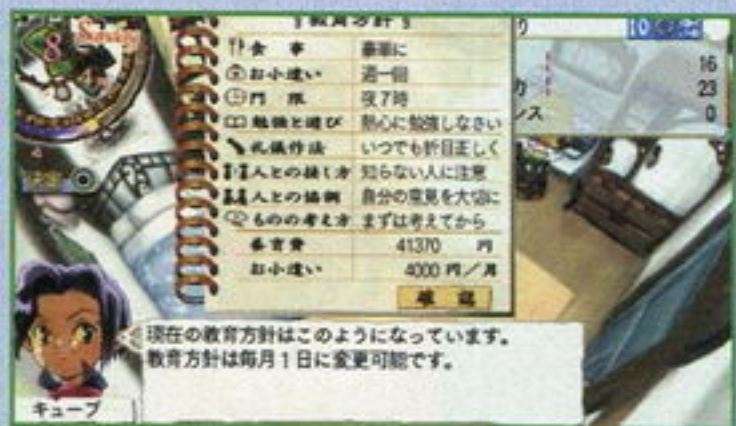 教育方針
8 Sunday
食事 豪華に
お小遣い 週一回
門限 夜7時
勉強と遊び 熱心に勉強しなさい
礼儀作法 いつでも折目正しく
人との接し方 知らない人に注意
人との協調 自分の意見を大切に
ものの考え方 まずは考えてから
養育費 41370 円
お小遣い 4000 円/月
確認
16
23
ンス 0
現在の教育方針はこのようになっています。
教育方針は毎月1日に変更可能です。
キューブ